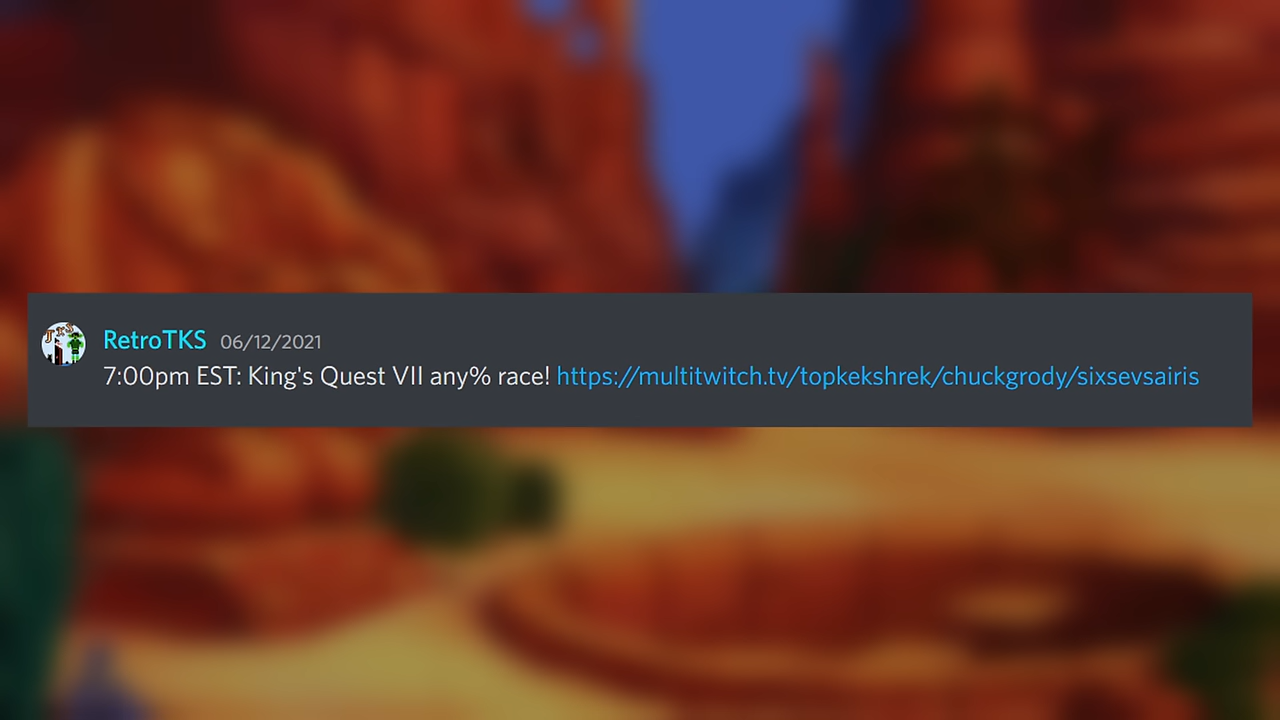 RetroTKS 06/12/2021
7:00pm EST: King's Quest VII any% race! https://multitwitch.tv/topkekshrek/chuckgrody/sixsevsairis